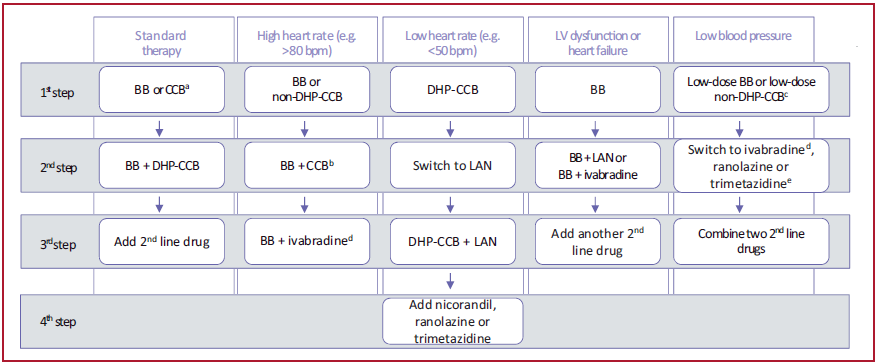 Standard
therapy
High heart rate (e.g.
>80 bpm)
Low heart rate (e.g.
<50 bpm)
LV dysfunction or
heart failure
Low blood pressure
1st step
BB or CCBa
BB or
non-DHP-CCB
DHP-CCB
BB
Low-dose BB or low-dose
non-DHP-CCBc
2nd step
BB + DHP-CCB
BB + CCBb
Switch to LAN
BB + LAN or
BB + ivabradine
Switch to ivabradined,
ranolazine or
trimetazidinee
3rd step
Add 2nd line drug
BB + ivabradined
DHP-CCB + LAN
Add another 2nd
line drug
Combine two 2nd line
drugs
4th step
Add nicorandil,
ranolazine or
trimetazidine